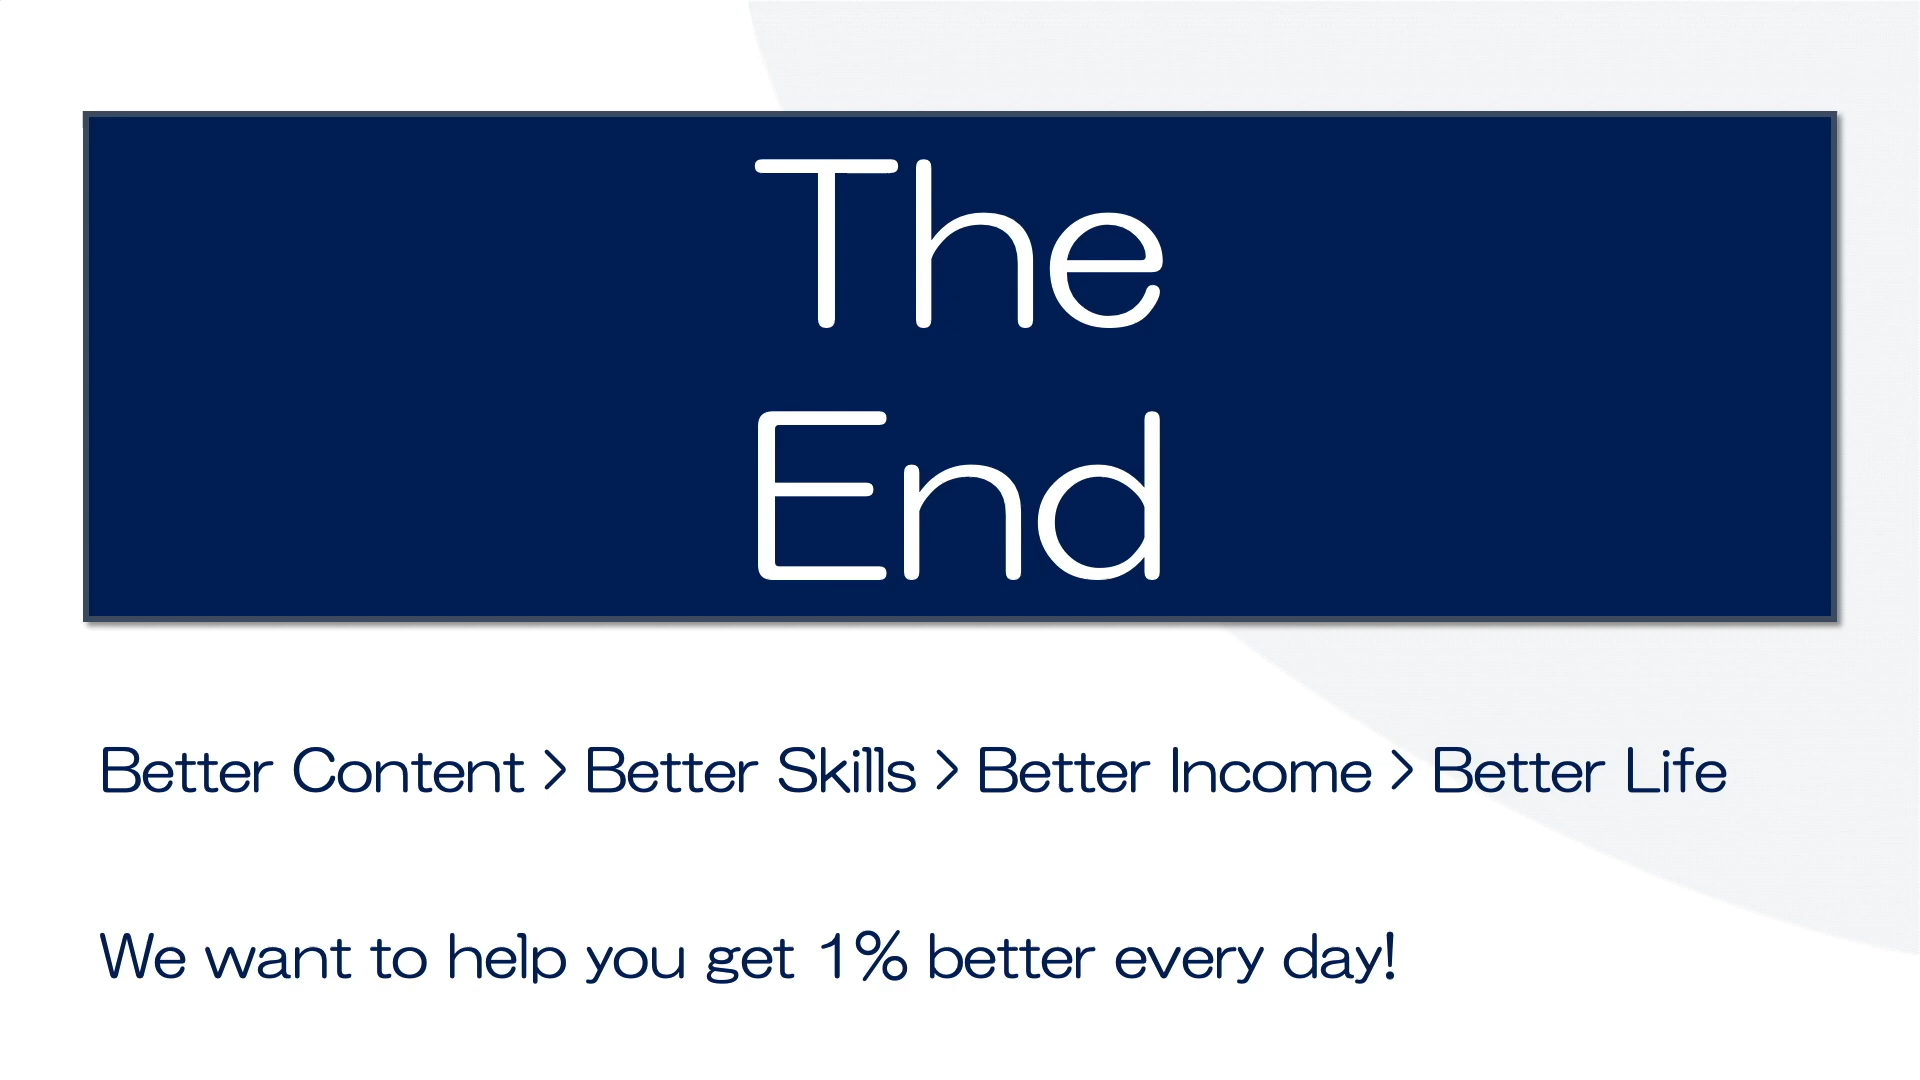 The
End
Better Content > Better Skills > Better Income > Better Life
We want to help you get 1% better every day!